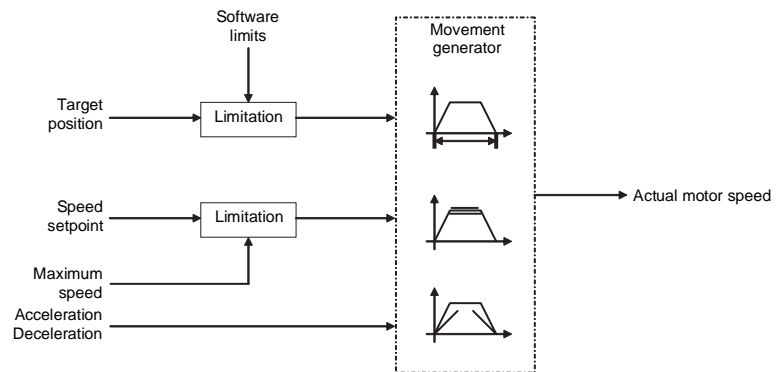 Software
limits
Movement
generator
Target
position
Limitation
Actual motor speed
Speed
setpoint
Limitation
Maximum
speed
Acceleration
Deceleration